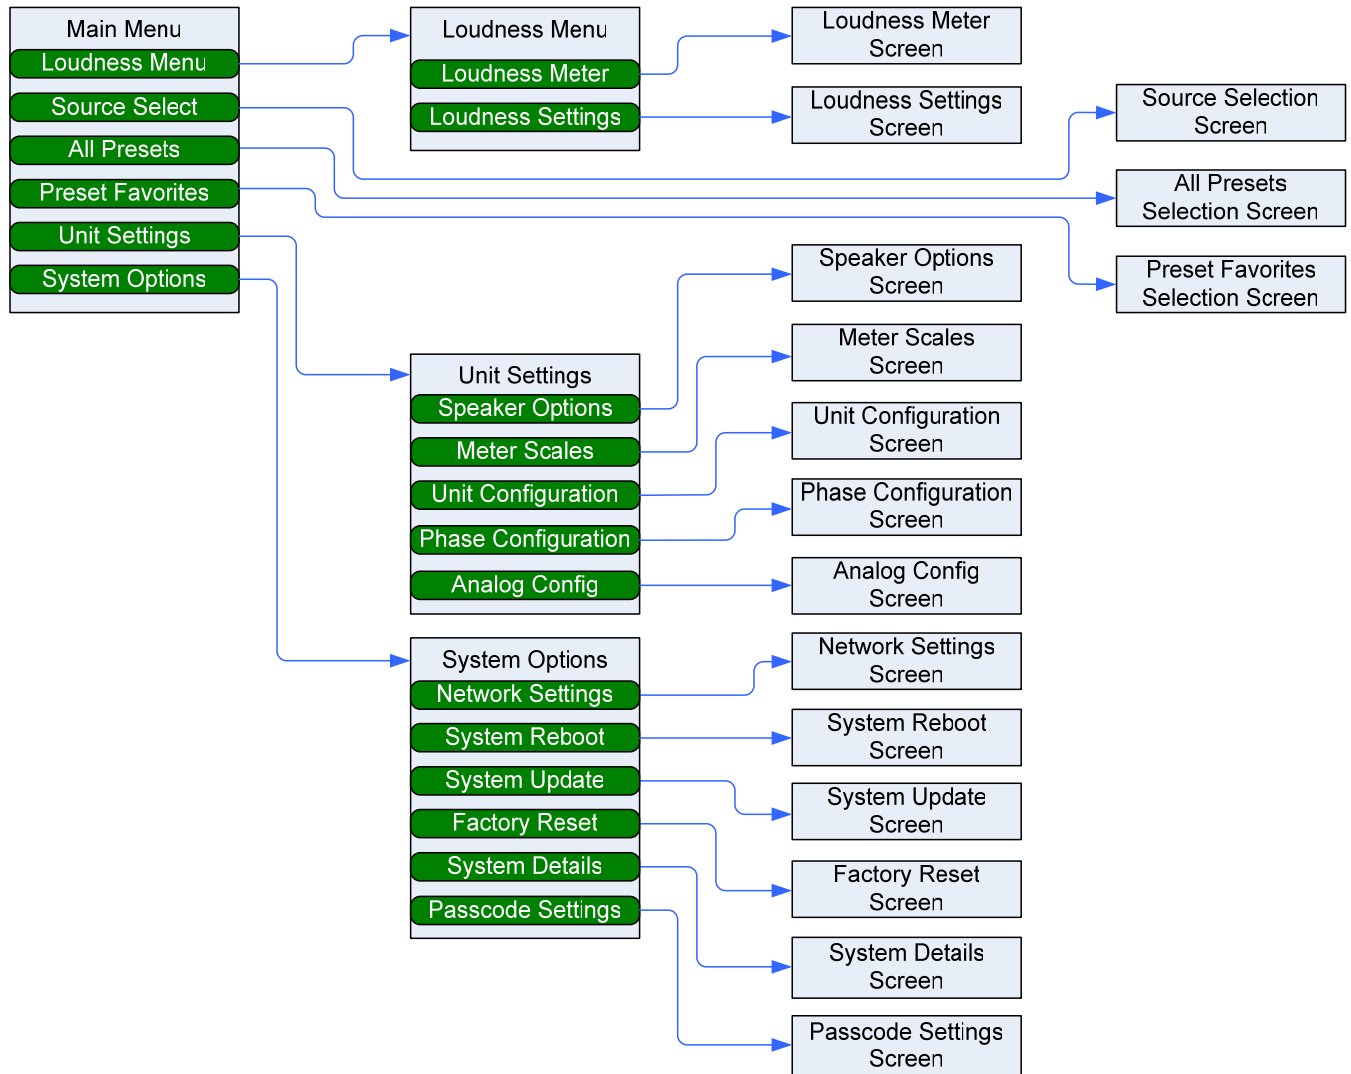 Main Menu
Loudness Menu
Source Select
All Presets
Preset Favorites
Unit Settings
System Options
Loudness Menu
Loudness Meter
Loudness Settings
Loudness Meter
Screen
Loudness Settings
Screen
Source Selection
Screen
All Presets
Selection Screen
Preset Favorites
Selection Screen
Unit Settings
Speaker Options
Meter Scales
Unit Configuration
Phase Configuration
Analog Config
Speaker Options
Screen
Meter Scales
Screen
Unit Configuration
Screen
Phase Configuration
Screen
Analog Config
Screen
System Options
Network Settings
System Reboot
System Update
Factory Reset
System Details
Passcode Settings
Network Settings
Screen
System Reboot
Screen
System Update
Screen
Factory Reset
Screen
System Details
Screen
Passcode Settings
Screen